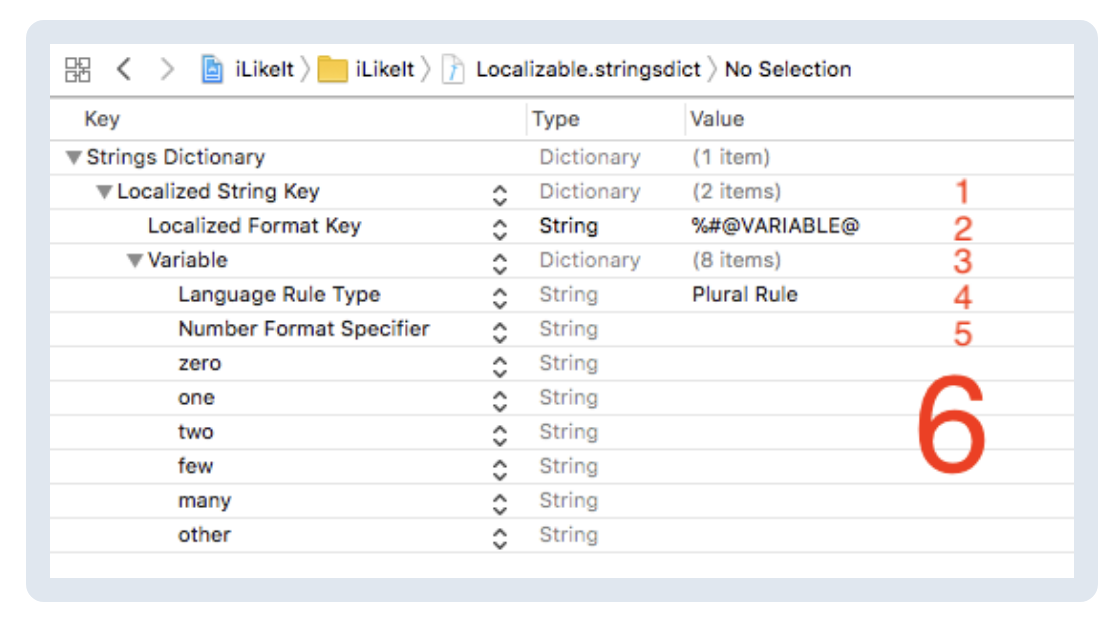 iLikeIt 〉 iLikeIt 〉 Localizable.stringsdict 〉 No Selection
Key Type Value
Strings Dictionary Dictionary (1 item)
Localized String Key Dictionary (2 items) 1
Localized Format Key String %#@VARIABLE@ 2
Variable Dictionary (8 items) 3
Language Rule Type String Plural Rule 4
Number Format Specifier String 5
zero String
one String
two String
few String
many String
other String
6